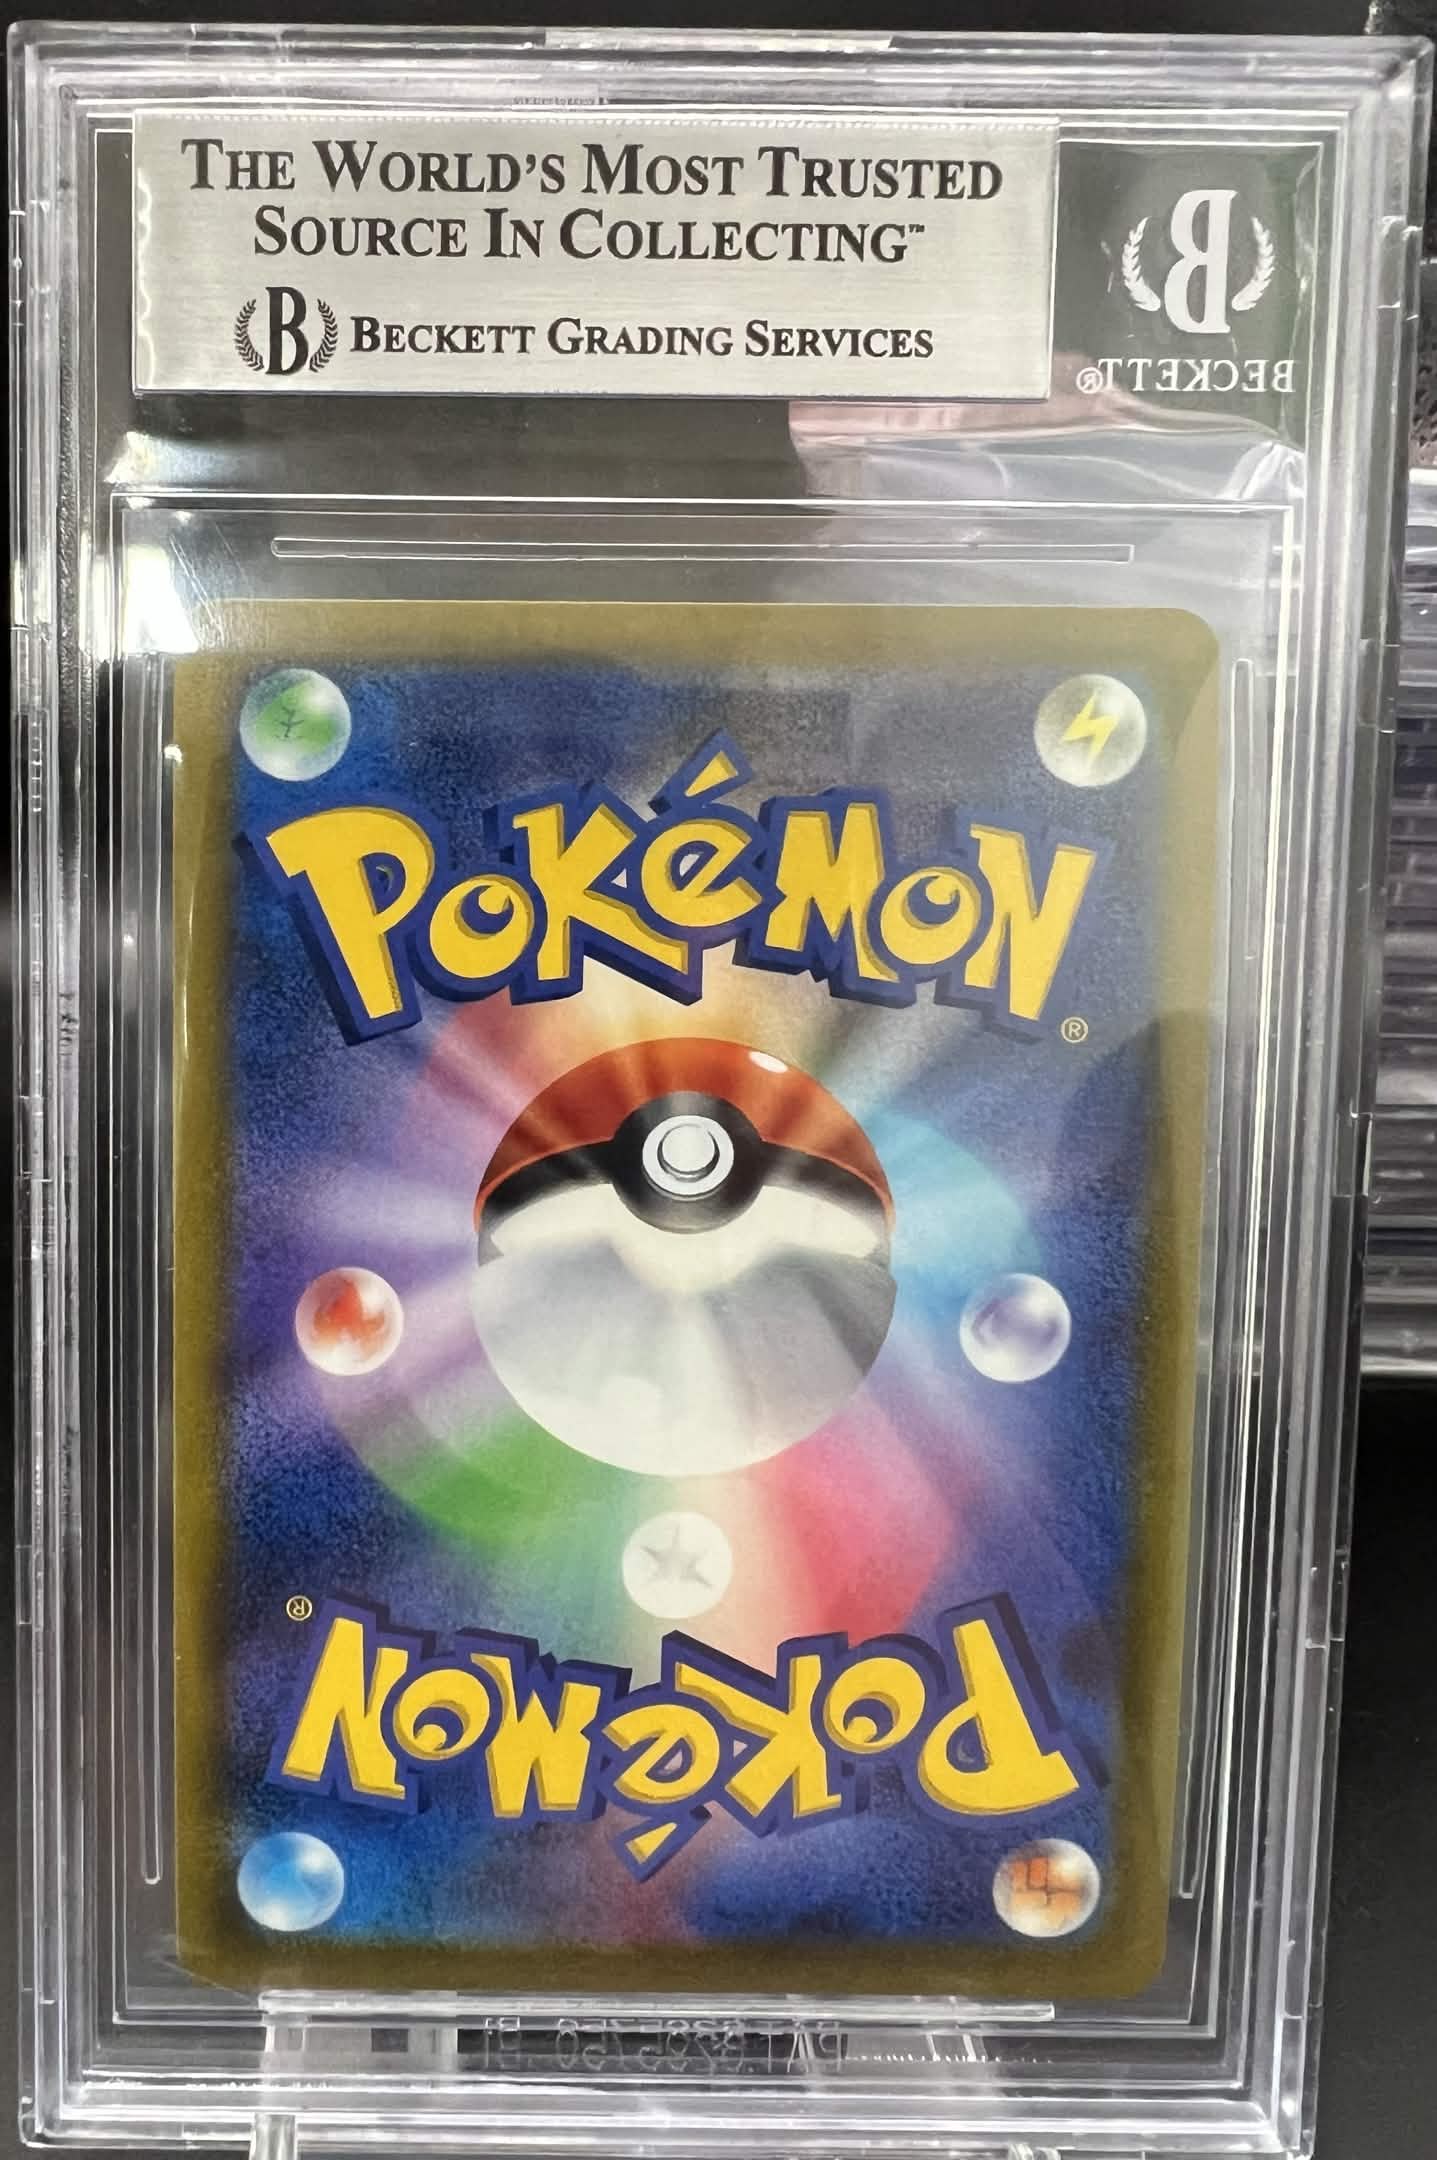 THE WORLD'S MOST TRUSTED
SOURCE IN COLLECTING™
B BECKETT GRADING SERVICES
B
BECKETT®
POKéMON®
POKéMON®